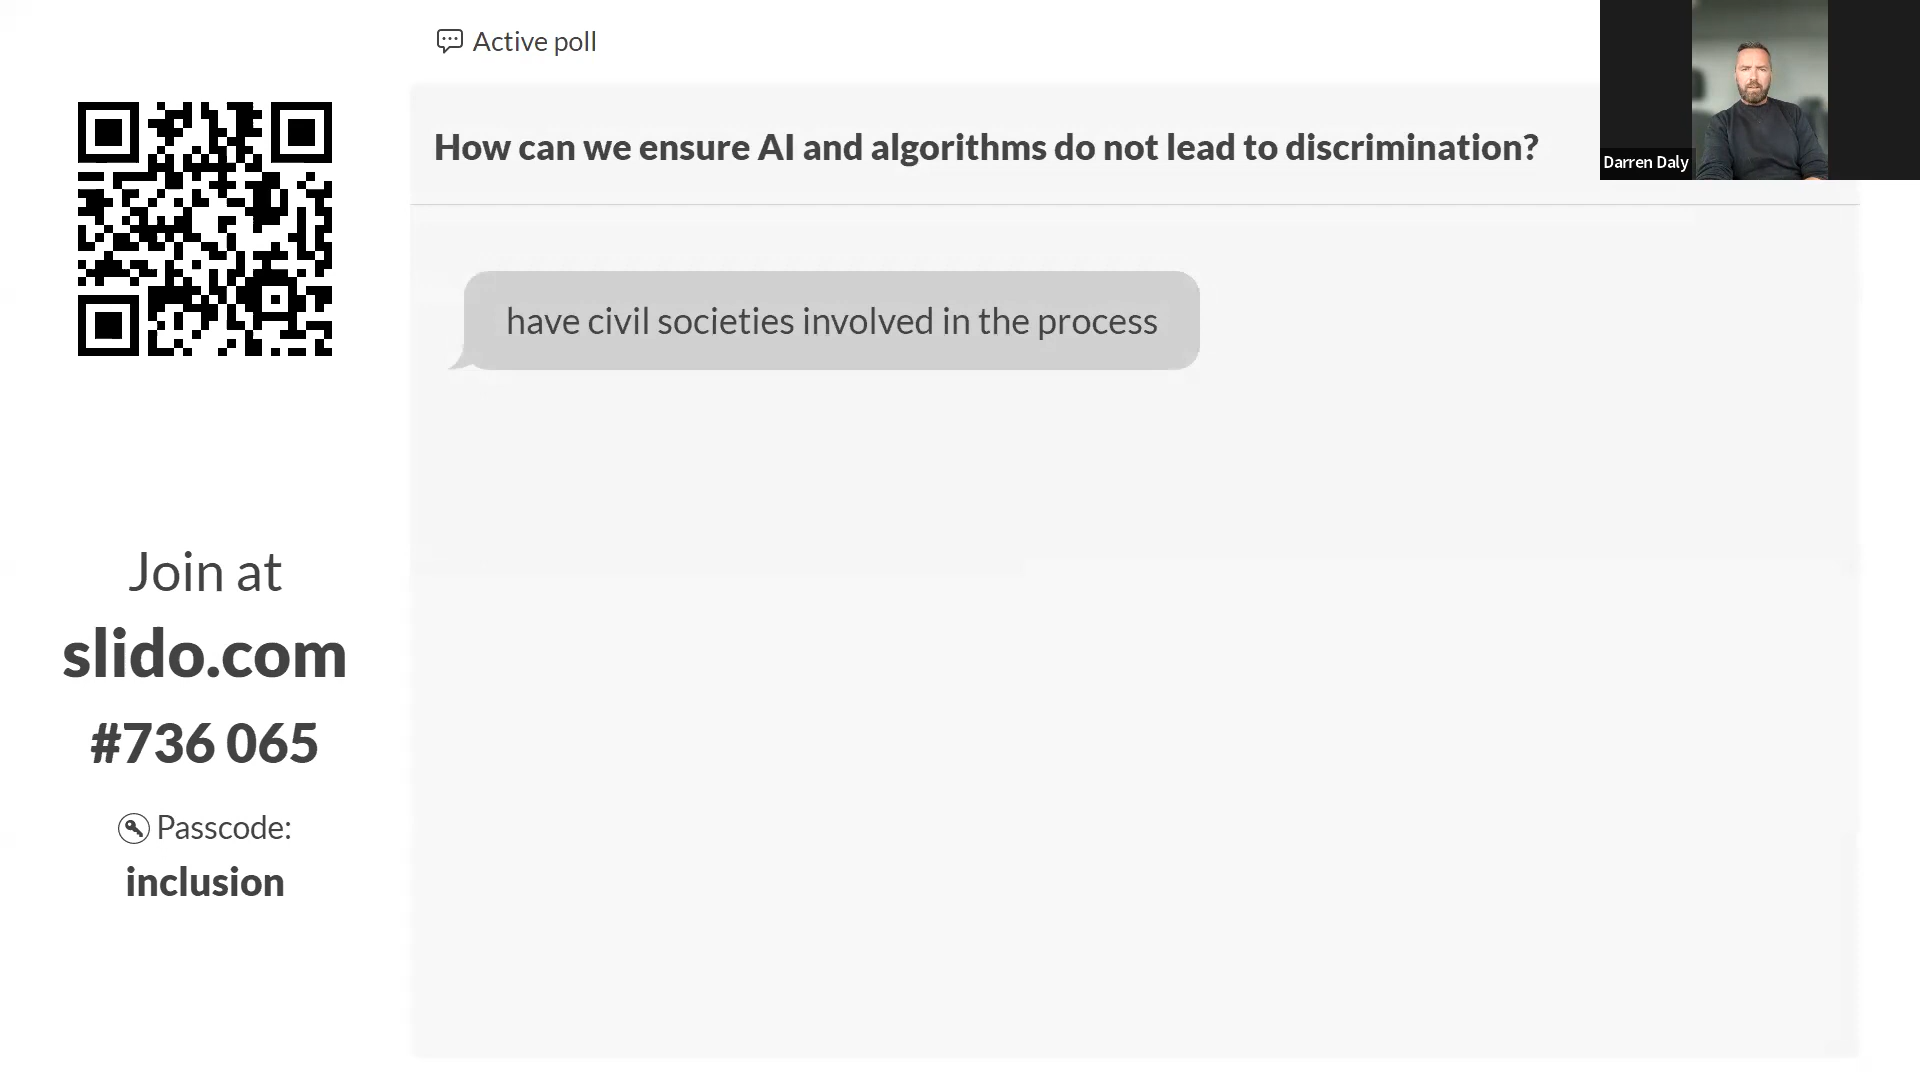 Active poll
How can we ensure AI and algorithms do not lead to discrimination?
Darren Daly
have civil societies involved in the process
Join at
slido.com
#736 065
Passcode:
inclusion